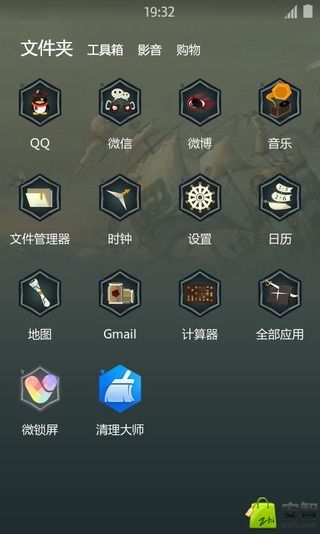 19:32
文件夹 工具箱 影音 购物
QQ 微信 微博 音乐
文件管理器 时钟 设置 日历
地图 Gmail 计算器 全部应用
微锁屏 清理大师
安智